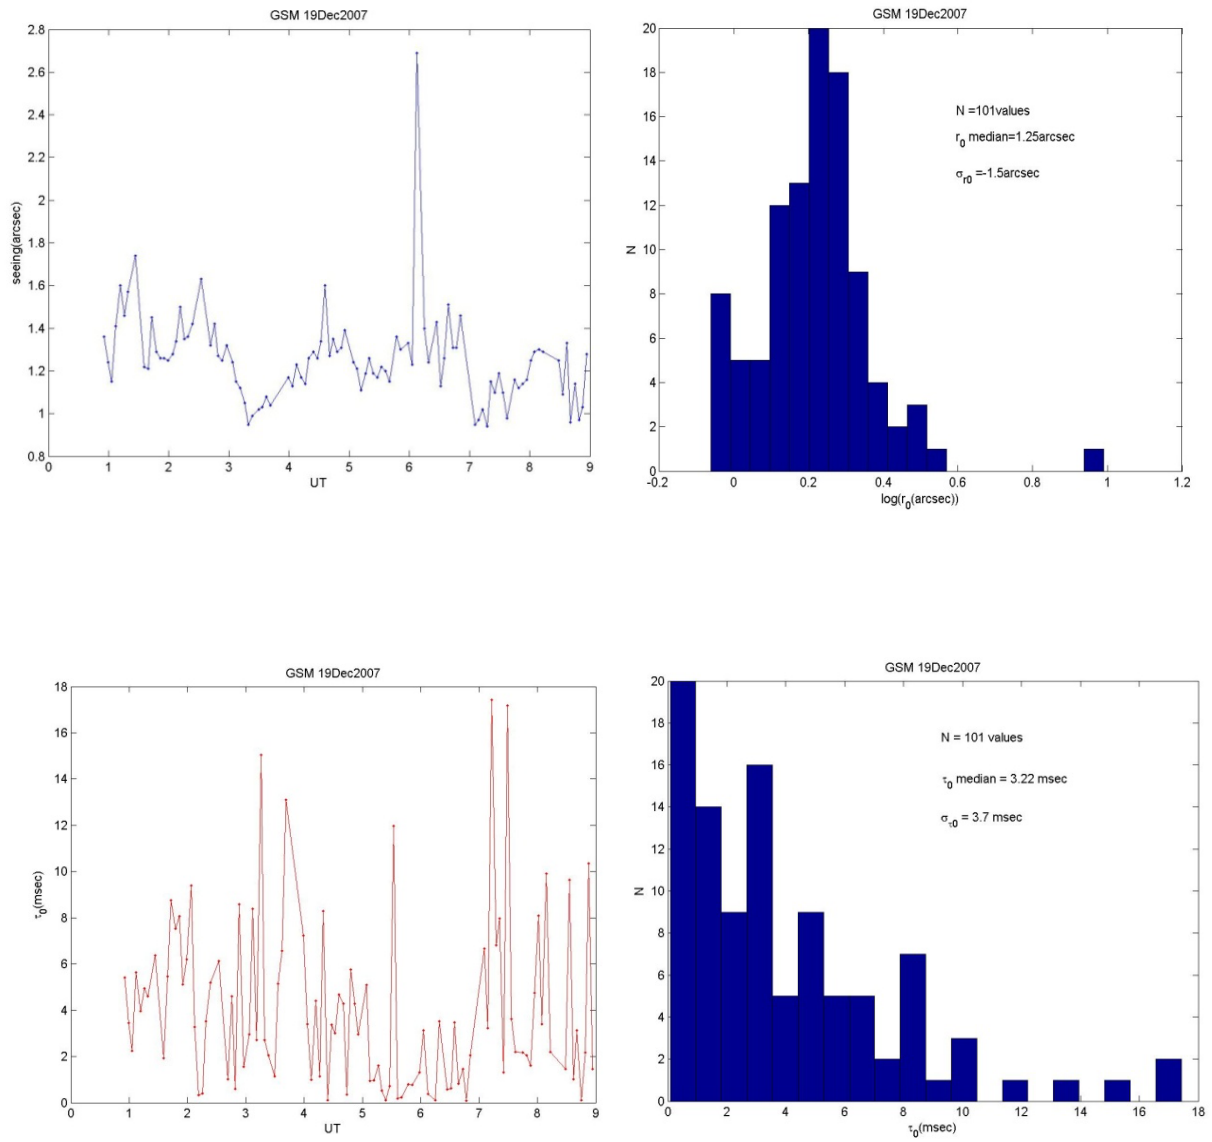 GSM 19Dec2007
2.8
2.6
2.4
2.2
2
1.8
1.6
1.4
1.2
1
0.8
seeing(arcsec)
0 1 2 3 4 5 6 7 8 9
UT
GSM 19Dec2007
20
18
16
14
12
10
8
6
4
2
0
N
N =101values
r0 median=1.25arcsec
σr0 =-1.5arcsec
-0.2 0 0.2 0.4 0.6 0.8 1 1.2
log(r0(arcsec))
GSM 19Dec2007
18
16
14
12
10
8
6
4
2
0
τ0(msec)
0 1 2 3 4 5 6 7 8 9
UT
GSM 19Dec2007
20
18
16
14
12
10
8
6
4
2
0
N
N = 101 values
τ0 median = 3.22 msec
στ0 = 3.7 msec
0 2 4 6 8 10 12 14 16 18
τ0(msec)